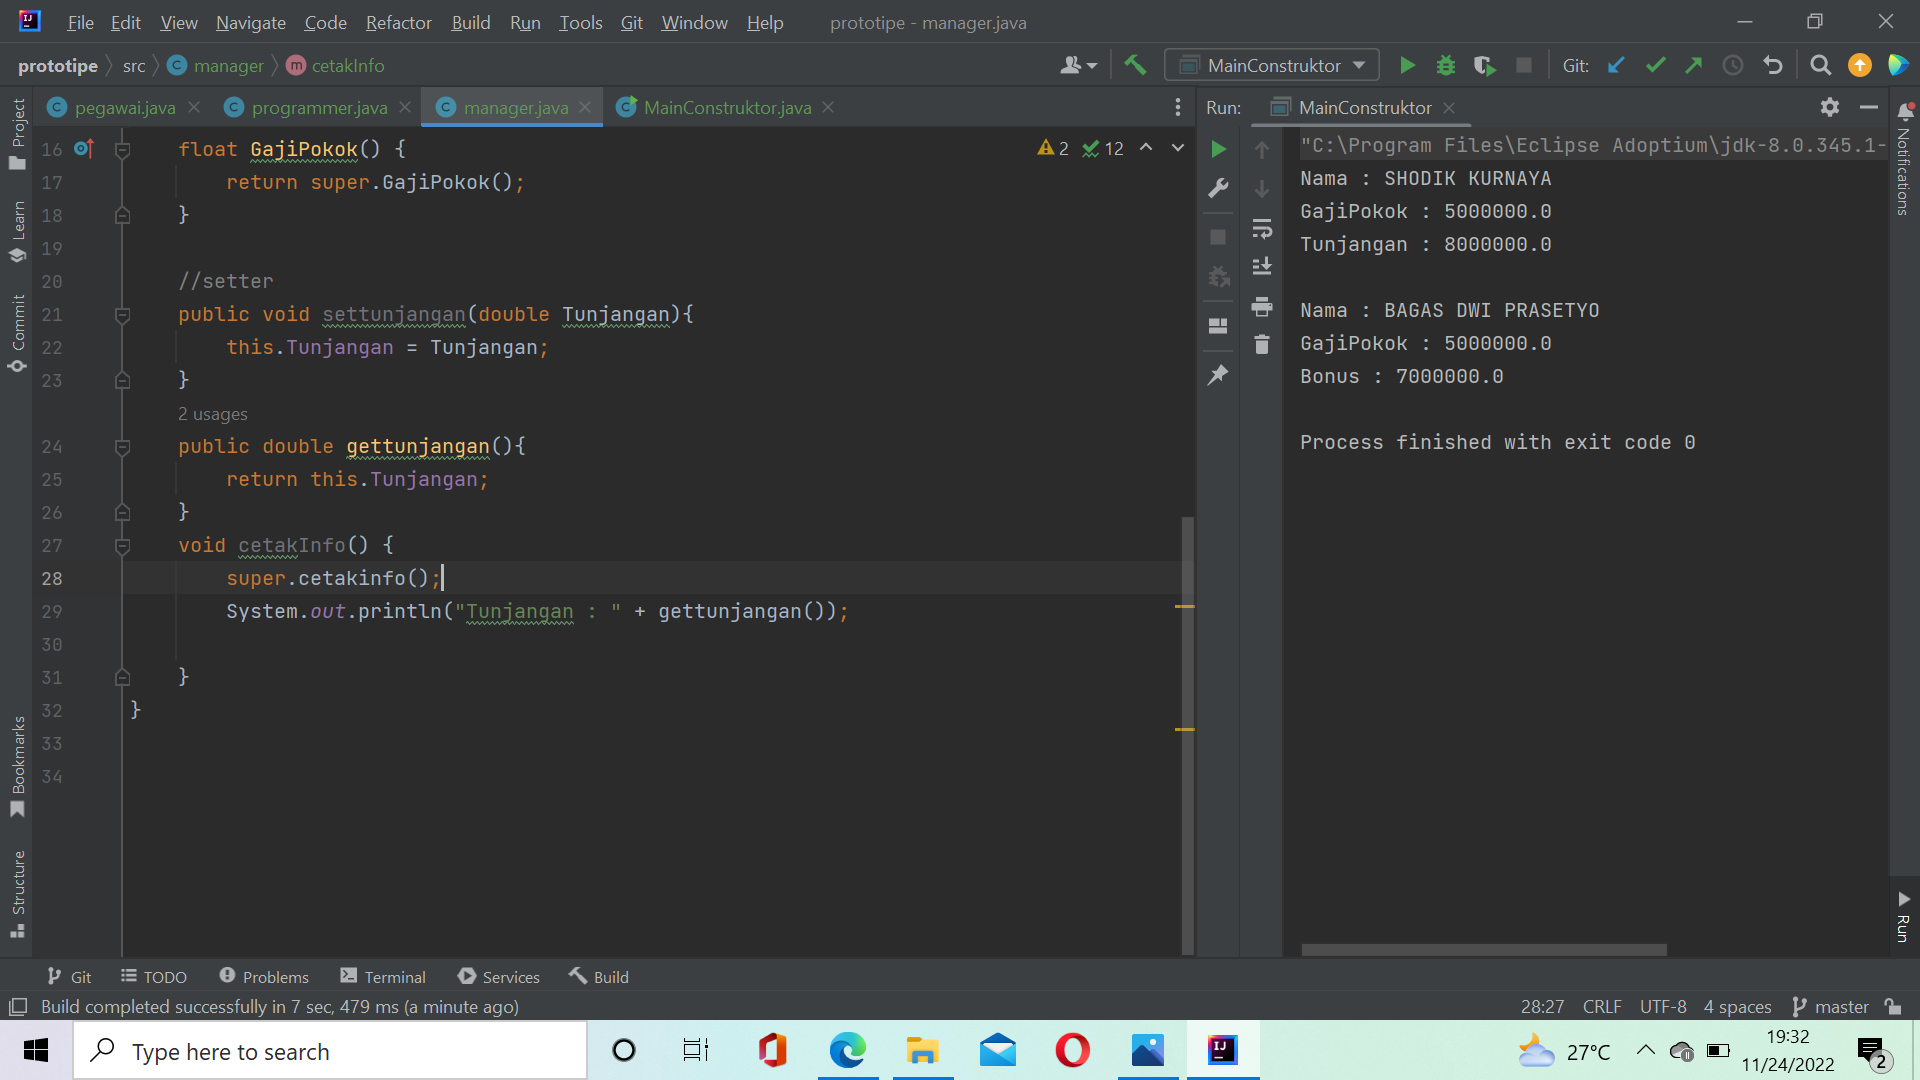 File Edit View Navigate Code Refactor Build Run Tools Git Window Help prototipe - manager.java
prototipe src manager cetakInfo MainConstruktor Git:
pegawai.java programmer.java manager.java MainConstruktor.java
Run: MainConstruktor
Project
Learn
Commit
Bookmarks
Structure
2 12
16 float GajiPokok() {
17 return super.GajiPokok();
18 }
19
20 //setter
21 public void settunjangan(double Tunjangan){
22 this.Tunjangan = Tunjangan;
23 }
2 usages
24 public double gettunjangan(){
25 return this.Tunjangan;
26 }
27 void cetakInfo() {
28 super.cetakinfo();
29 System.out.println("Tunjangan : " + gettunjangan());
30
31 }
32 }
33
34
"C:\Program Files\Eclipse Adoptium\jdk-8.0.345.1-
Nama : SHODIK KURNAYA
GajiPokok : 5000000.0
Tunjangan : 8000000.0
Nama : BAGAS DWI PRASETYO
GajiPokok : 5000000.0
Bonus : 7000000.0
Process finished with exit code 0
Notifications
Run
Git TODO Problems Terminal Services Build
Build completed successfully in 7 sec, 479 ms (a minute ago) 28:27 CRLF UTF-8 4 spaces master
Type here to search 27°C 19:32
11/24/2022 2